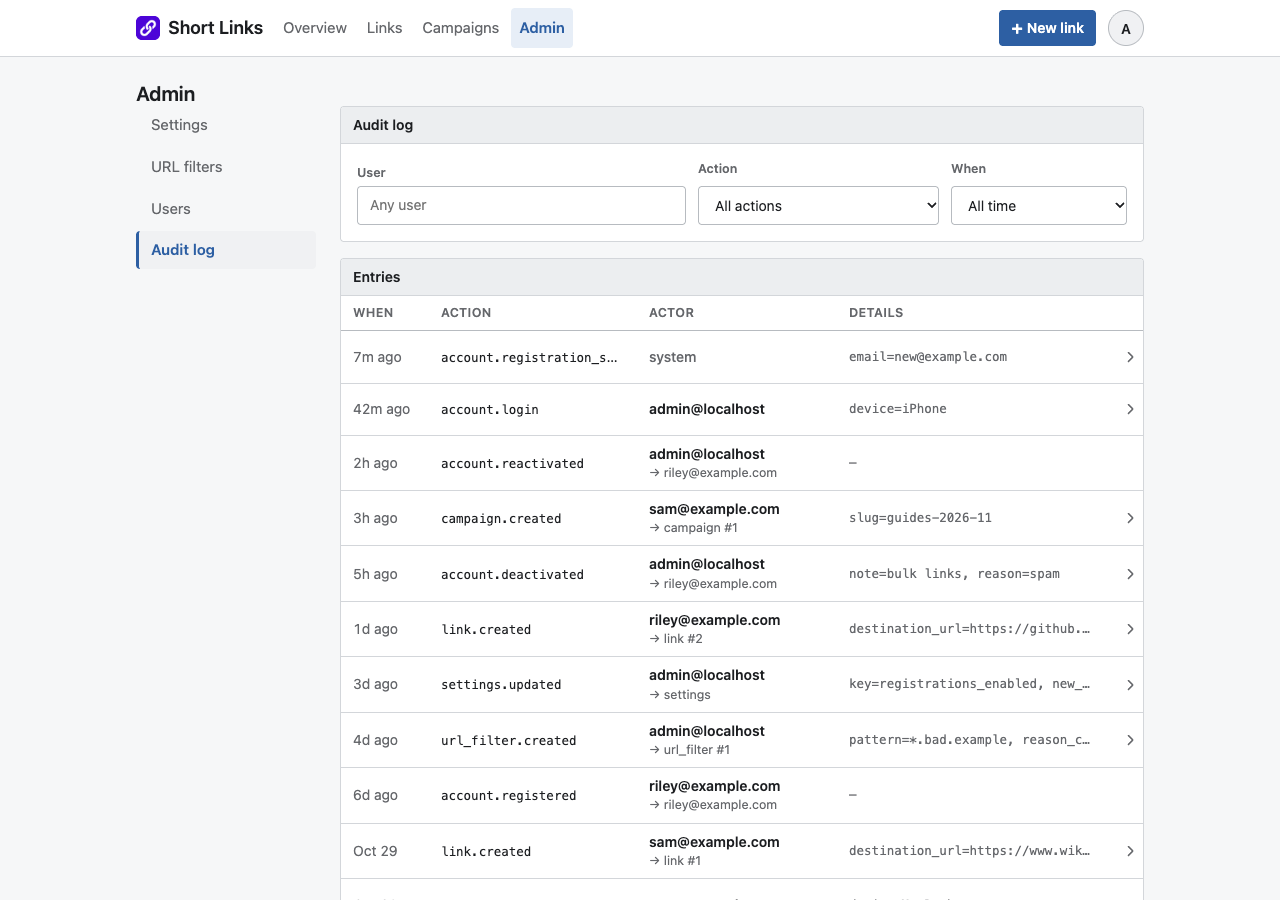 Short Links Overview Links Campaigns Admin + New link A
Admin
Settings
URL filters
Users
Audit log
Audit log
User Action When
Any user All actions All time
Entries
WHEN ACTION ACTOR DETAILS
7m ago account.registration_s… system email=new@example.com
42m ago account.login admin@localhost device=iPhone
2h ago account.reactivated admin@localhost –
→ riley@example.com
3h ago campaign.created sam@example.com slug=guides-2026-11
→ campaign #1
5h ago account.deactivated admin@localhost note=bulk links, reason=spam
→ riley@example.com
1d ago link.created riley@example.com destination_url=https://github.…
→ link #2
3d ago settings.updated admin@localhost key=registrations_enabled, new_…
→ settings
4d ago url_filter.created admin@localhost pattern=*.bad.example, reason_c…
→ url_filter #1
6d ago account.registered riley@example.com –
→ riley@example.com
Oct 29 link.created sam@example.com destination_url=https://www.wik…
→ link #1